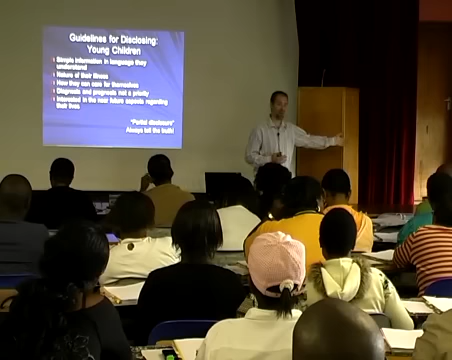 Guidelines for Disclosing:
Young Children
Simple information in language they
understand
Nature of their illness
How they can care for themselves
Diagnosis and prognosis not a priority
Interested in the near future aspects regarding
their lives
"Partial disclosure"
Always tell the truth!